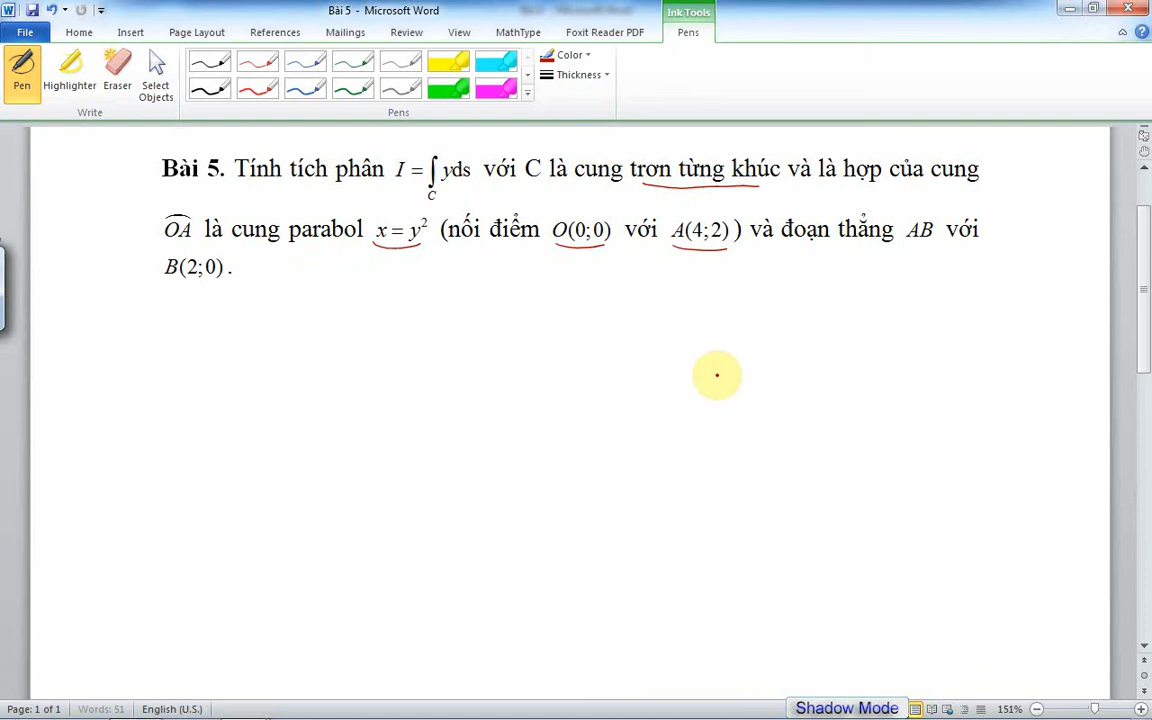 Bài 5 - Microsoft Word
Ink Tools
File Home Insert Page Layout References Mailings Review View MathType Foxit Reader PDF Pens
Pen Highlighter Eraser Select Objects
Color
Thickness
Write Pens
Bài 5. Tính tích phân I = ∫_C yds với C là cung trơn từng khúc và là hợp của cung
OA là cung parabol x = y² (nối điểm O(0;0) với A(4;2)) và đoạn thẳng AB với
B(2;0).
Page: 1 of 1 Words: 51 English (U.S.) Shadow Mode 151%